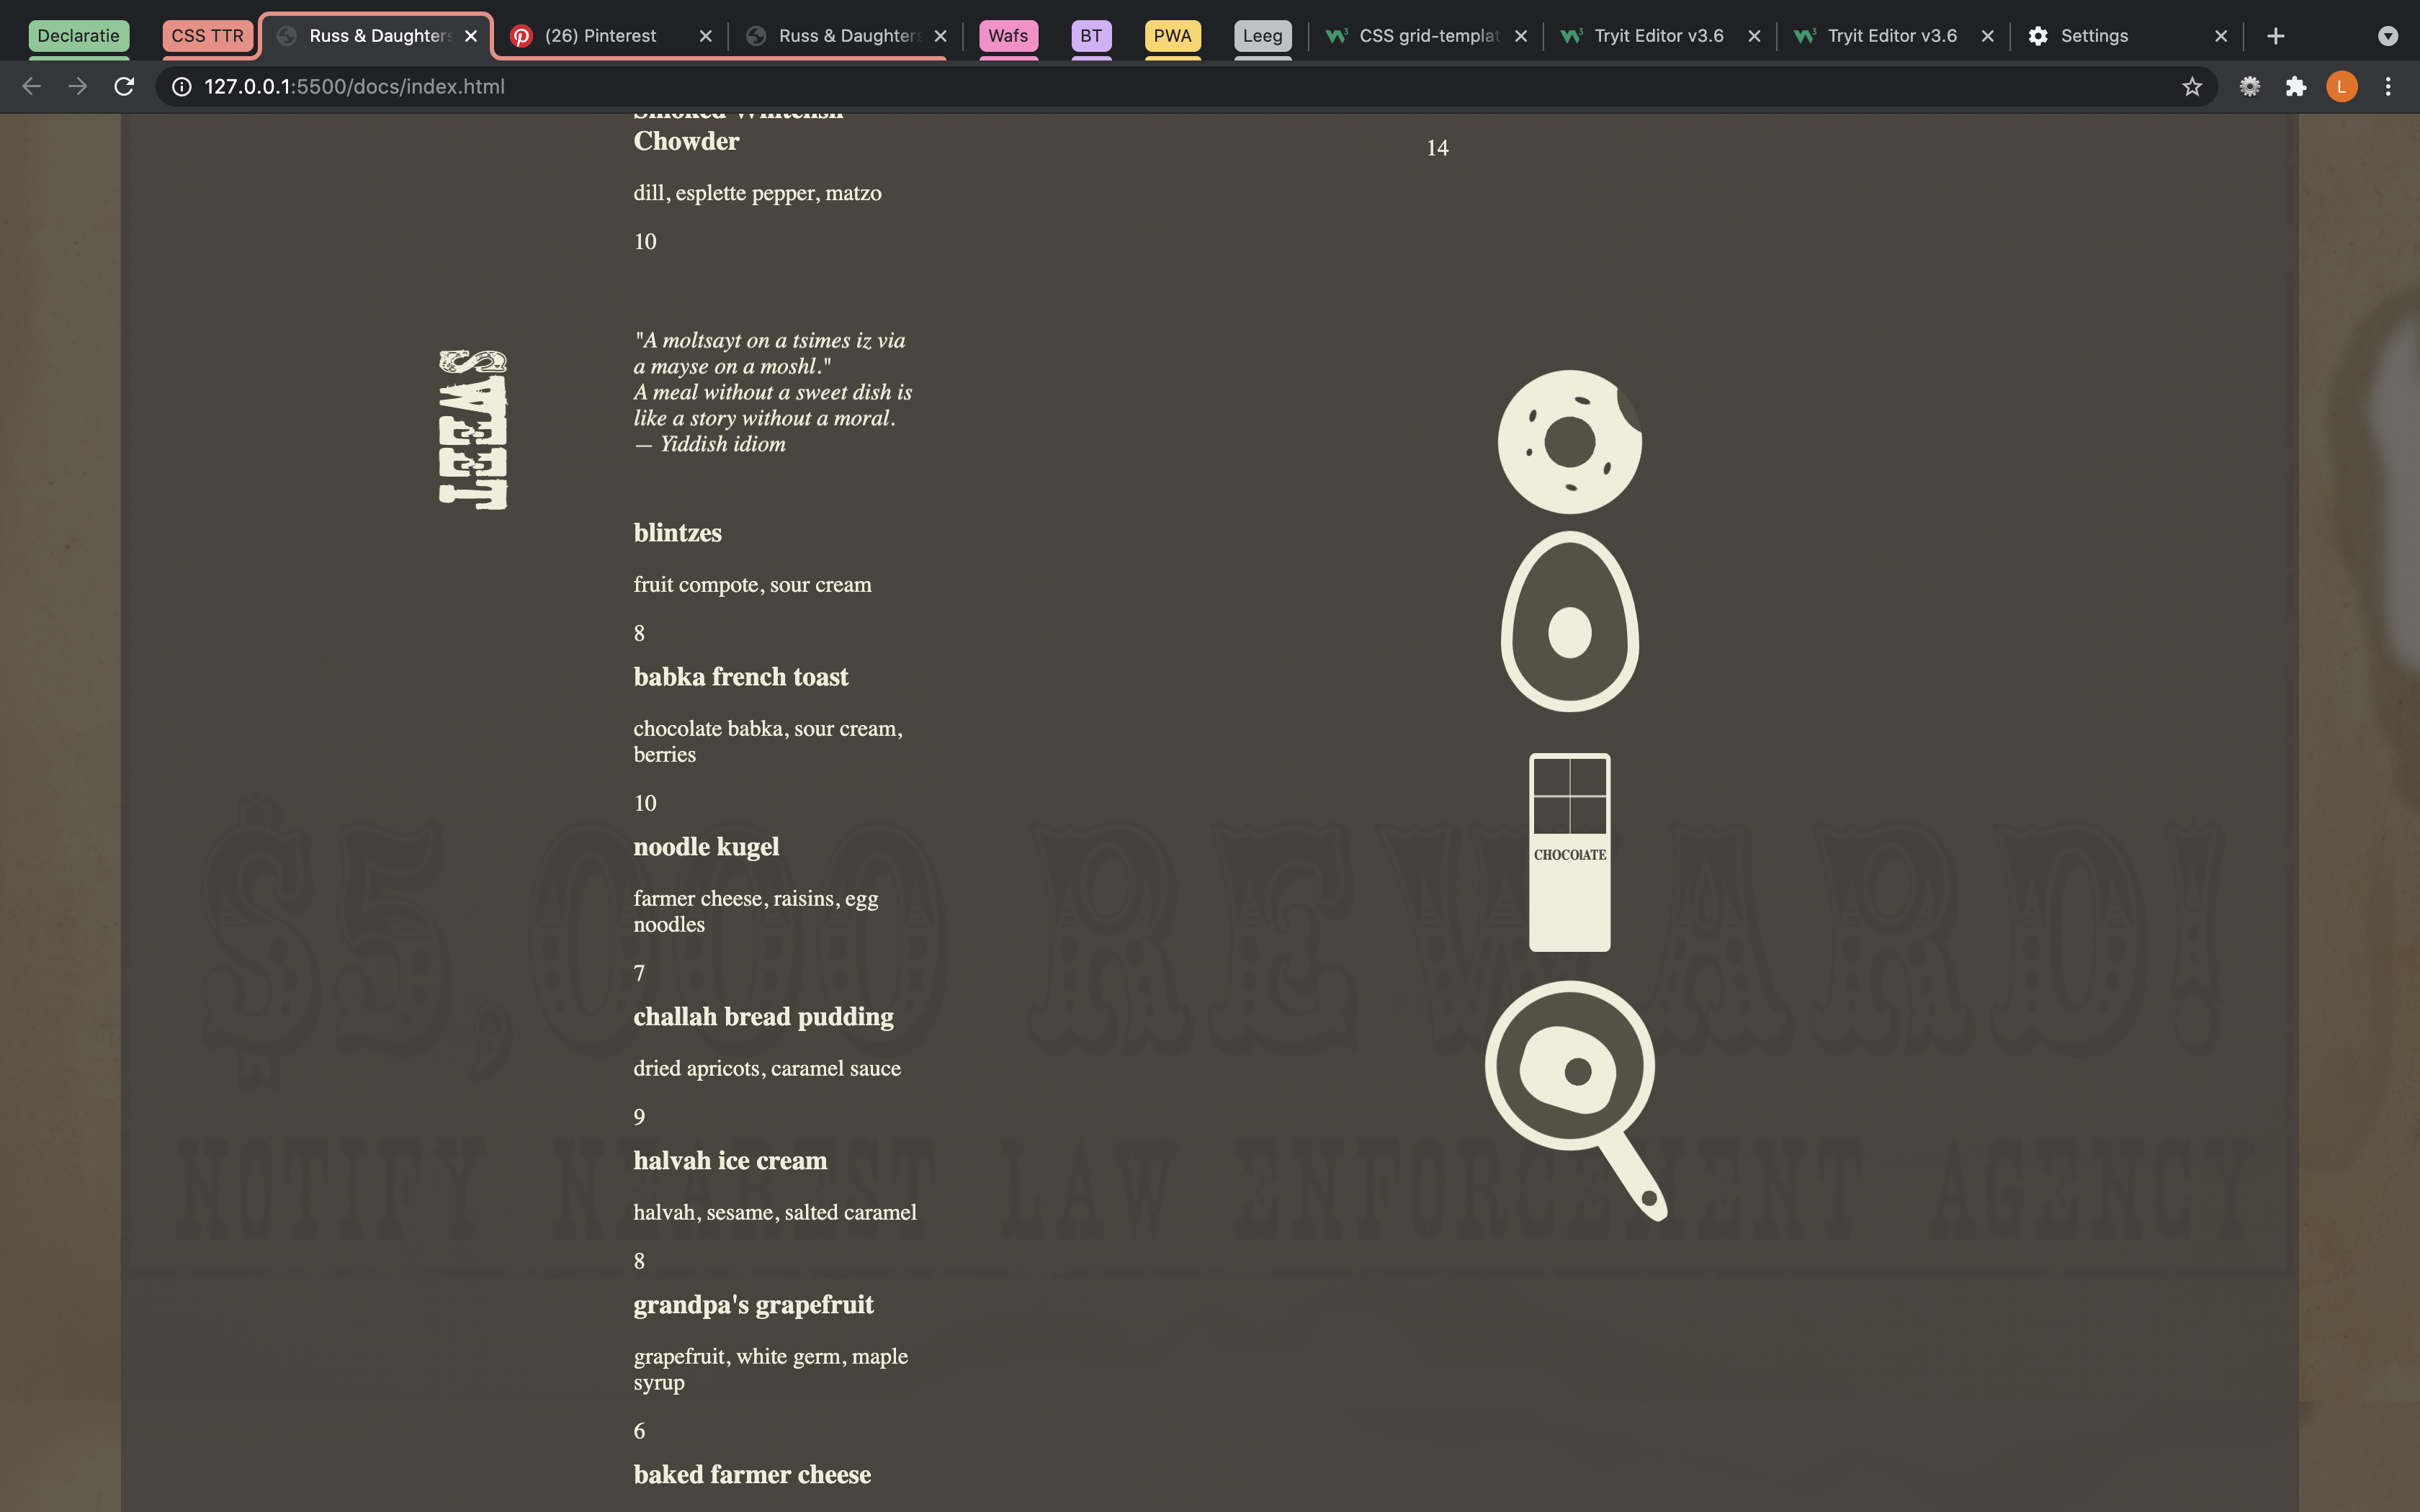 Declaratie
CSS TTR
Russ & Daughters
(26) Pinterest
Russ & Daughters
Wafs
BT
PWA
Leeg
CSS grid-templat
Tryit Editor v3.6
Tryit Editor v3.6
Settings
127.0.0.1:5500/docs/index.html
L
Smoked Whitefish
Chowder
dill, esplette pepper, matzo
10
14
SWEET
"A moltsayt on a tsimes iz via
a mayse on a moshl."
A meal without a sweet dish is
like a story without a moral.
— Yiddish idiom
blintzes
fruit compote, sour cream
8
babka french toast
chocolate babka, sour cream,
berries
10
noodle kugel
farmer cheese, raisins, egg
noodles
7
challah bread pudding
dried apricots, caramel sauce
9
halvah ice cream
halvah, sesame, salted caramel
8
grandpa's grapefruit
grapefruit, white germ, maple
syrup
6
baked farmer cheese
CHOCOlATE
$5,000 REWARD!
NOTIFY NEAREST LAW ENFORCEMENT AGENCY